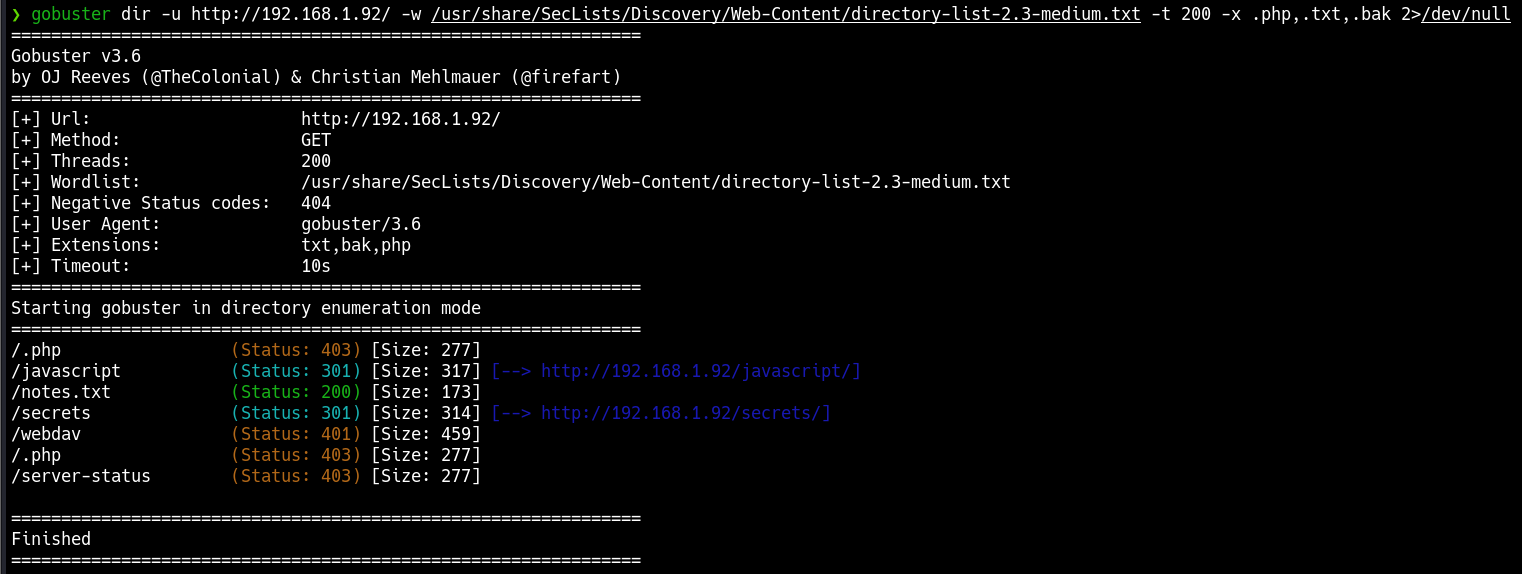 ❯ gobuster dir -u http://192.168.1.92/ -w /usr/share/SecLists/Discovery/Web-Content/directory-list-2.3-medium.txt -t 200 -x .php,.txt,.bak 2>/dev/null
===============================================================
Gobuster v3.6
by OJ Reeves (@TheColonial) & Christian Mehlmauer (@firefart)
===============================================================
[+] Url:                     http://192.168.1.92/
[+] Method:                  GET
[+] Threads:                 200
[+] Wordlist:                /usr/share/SecLists/Discovery/Web-Content/directory-list-2.3-medium.txt
[+] Negative Status codes:   404
[+] User Agent:              gobuster/3.6
[+] Extensions:              txt,bak,php
[+] Timeout:                 10s
===============================================================
Starting gobuster in directory enumeration mode
===============================================================
/.php                 (Status: 403) [Size: 277]
/javascript           (Status: 301) [Size: 317] [--> http://192.168.1.92/javascript/]
/notes.txt            (Status: 200) [Size: 173]
/secrets              (Status: 301) [Size: 314] [--> http://192.168.1.92/secrets/]
/webdav               (Status: 401) [Size: 459]
/.php                 (Status: 403) [Size: 277]
/server-status        (Status: 403) [Size: 277]
===============================================================
Finished
===============================================================